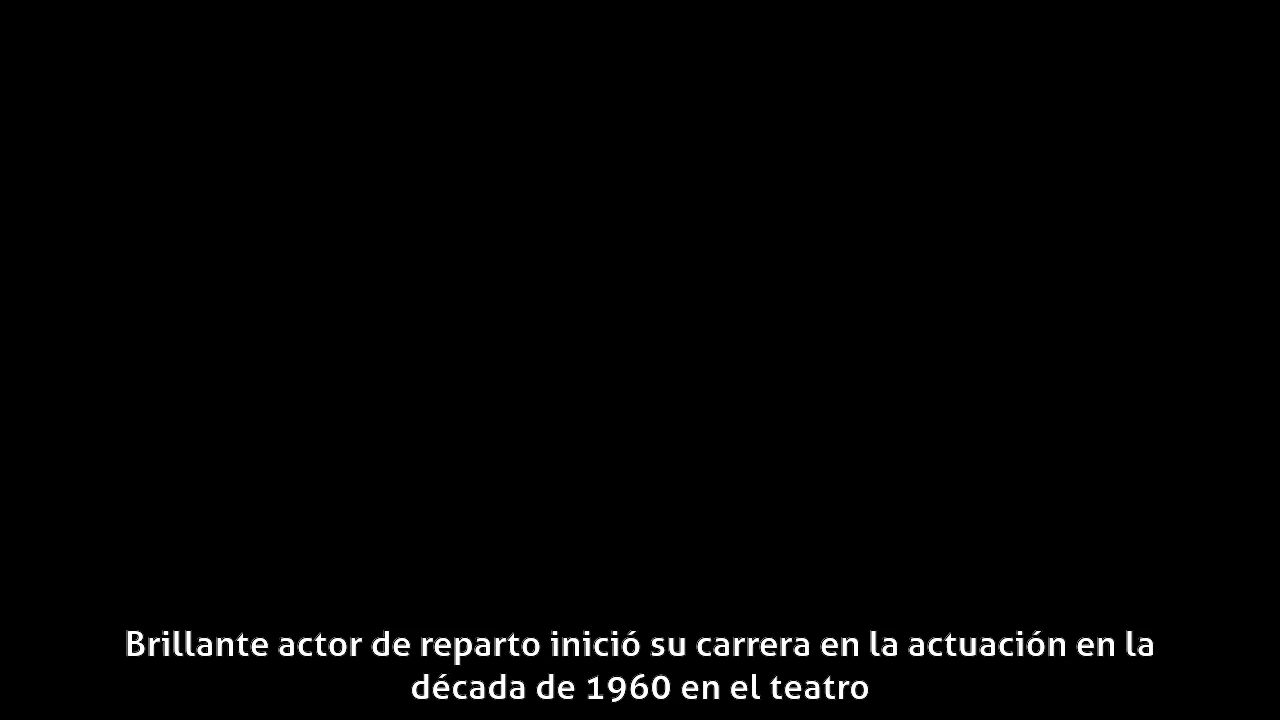 Brillante actor de reparto inició su carrera en la actuación en la
década de 1960 en el teatro